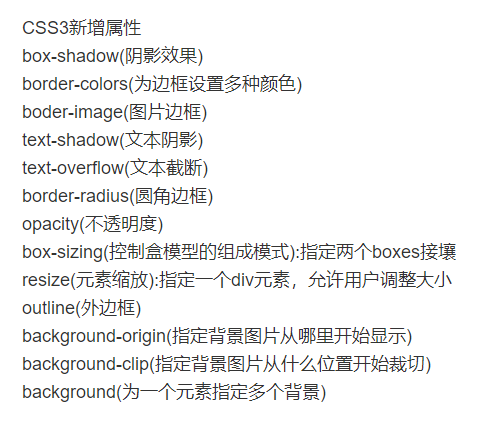 CSS3新增属性
box-shadow(阴影效果)
border-colors(为边框设置多种颜色)
boder-image(图片边框)
text-shadow(文本阴影)
text-overflow(文本截断)
border-radius(圆角边框)
opacity(不透明度)
box-sizing(控制盒模型的组成模式):指定两个boxes接壤
resize(元素缩放):指定一个div元素，允许用户调整大小
outline(外边框)
background-origin(指定背景图片从哪里开始显示)
background-clip(指定背景图片从什么位置开始裁切)
background(为一个元素指定多个背景)